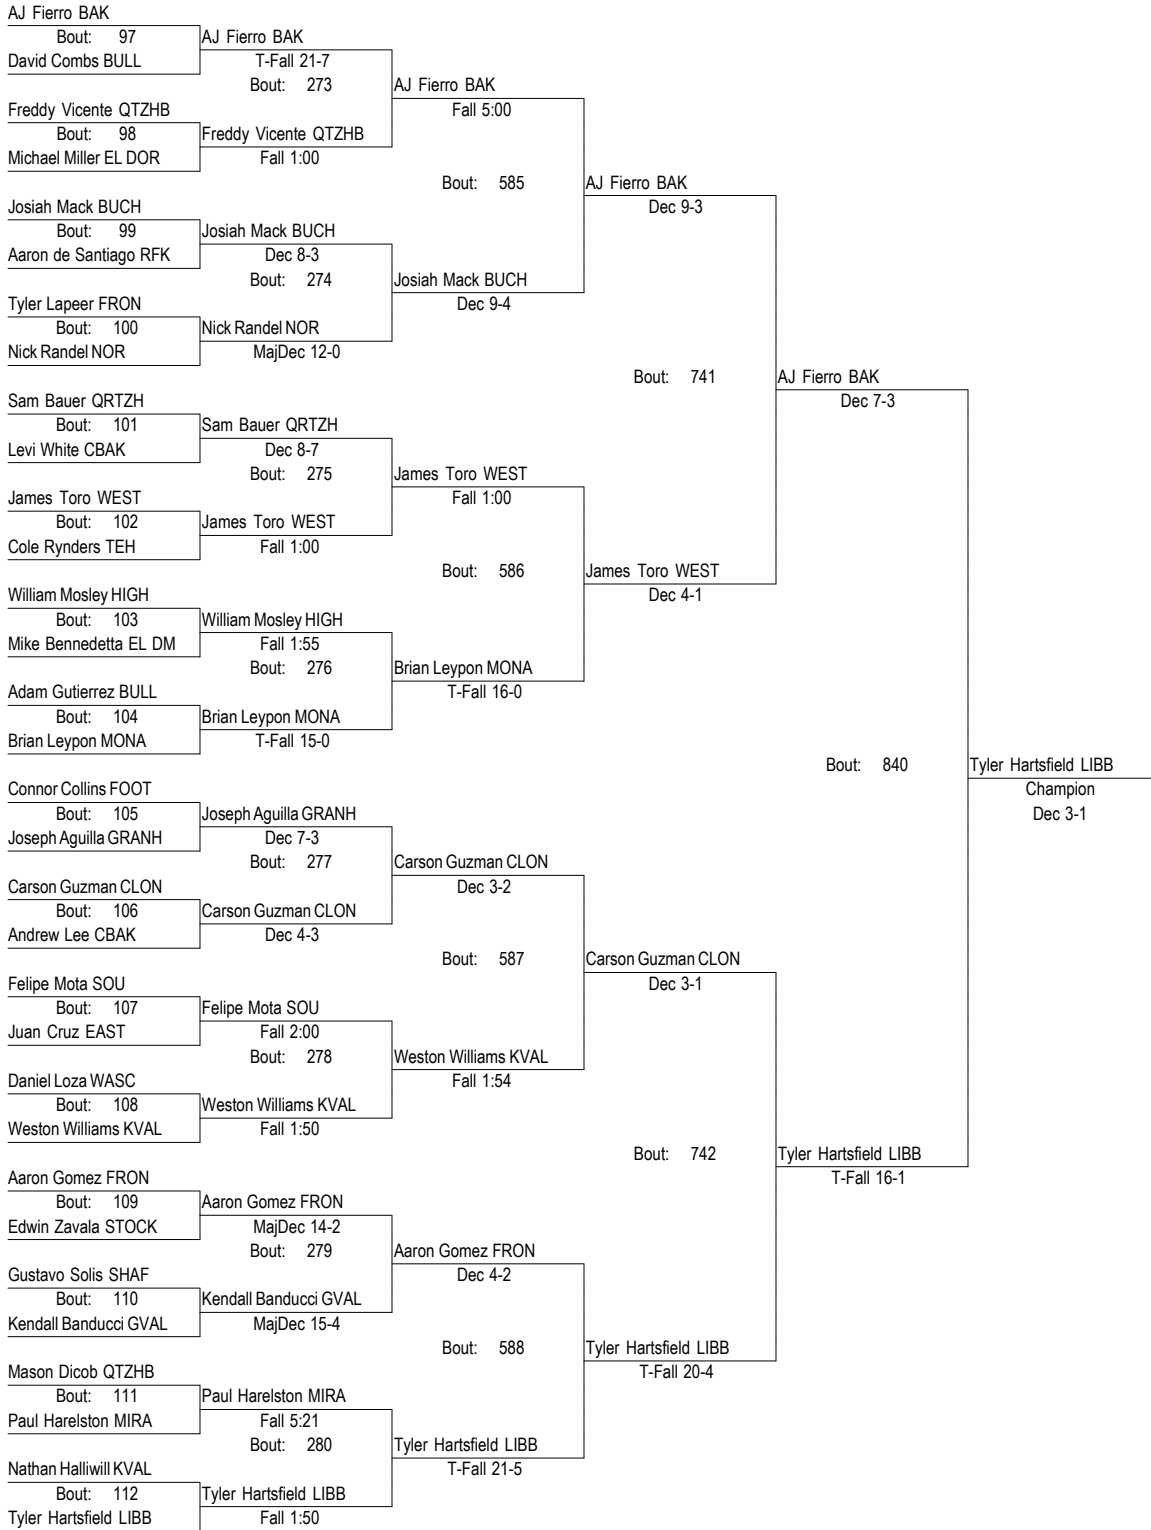 AJ Fierro BAK
Bout: 97
AJ Fierro BAK
David Combs BULL
T-Fall 21-7
Bout: 273
AJ Fierro BAK
Freddy Vicente QTZHB
Fall 5:00
Bout: 98
Freddy Vicente QTZHB
Michael Miller EL DOR
Fall 1:00
Bout: 585
AJ Fierro BAK
Josiah Mack BUCH
Dec 9-3
Bout: 99
Josiah Mack BUCH
Aaron de Santiago RFK
Dec 8-3
Bout: 274
Josiah Mack BUCH
Tyler Lapeer FRON
Dec 9-4
Bout: 100
Nick Randel NOR
Nick Randel NOR
MajDec 12-0
Bout: 741
AJ Fierro BAK
Sam Bauer QRTZH
Dec 7-3
Bout: 101
Sam Bauer QRTZH
Levi White CBAK
Dec 8-7
Bout: 275
James Toro WEST
James Toro WEST
Fall 1:00
Bout: 102
James Toro WEST
Cole Rynders TEH
Fall 1:00
Bout: 586
James Toro WEST
William Mosley HIGH
Dec 4-1
Bout: 103
William Mosley HIGH
Mike Bennedetta EL DM
Fall 1:55
Bout: 276
Brian Leypon MONA
Adam Gutierrez BULL
T-Fall 16-0
Bout: 104
Brian Leypon MONA
Brian Leypon MONA
T-Fall 15-0
Bout: 840
Tyler Hartsfield LIBB
Connor Collins FOOT
Champion
Bout: 105
Joseph Aguilla GRANH
Dec 3-1
Joseph Aguilla GRANH
Dec 7-3
Bout: 277
Carson Guzman CLON
Carson Guzman CLON
Dec 3-2
Bout: 106
Carson Guzman CLON
Andrew Lee CBAK
Dec 4-3
Bout: 587
Carson Guzman CLON
Felipe Mota SOU
Dec 3-1
Bout: 107
Felipe Mota SOU
Juan Cruz EAST
Fall 2:00
Bout: 278
Weston Williams KVAL
Daniel Loza WASC
Fall 1:54
Bout: 108
Weston Williams KVAL
Weston Williams KVAL
Fall 1:50
Bout: 742
Tyler Hartsfield LIBB
Aaron Gomez FRON
T-Fall 16-1
Bout: 109
Aaron Gomez FRON
Edwin Zavala STOCK
MajDec 14-2
Bout: 279
Aaron Gomez FRON
Gustavo Solis SHAF
Dec 4-2
Bout: 110
Kendall Banducci GVAL
Kendall Banducci GVAL
MajDec 15-4
Bout: 588
Tyler Hartsfield LIBB
Mason Dicob QTZHB
T-Fall 20-4
Bout: 111
Paul Harelston MIRA
Paul Harelston MIRA
Fall 5:21
Bout: 280
Tyler Hartsfield LIBB
Nathan Halliwill KVAL
T-Fall 21-5
Bout: 112
Tyler Hartsfield LIBB
Tyler Hartsfield LIBB
Fall 1:50